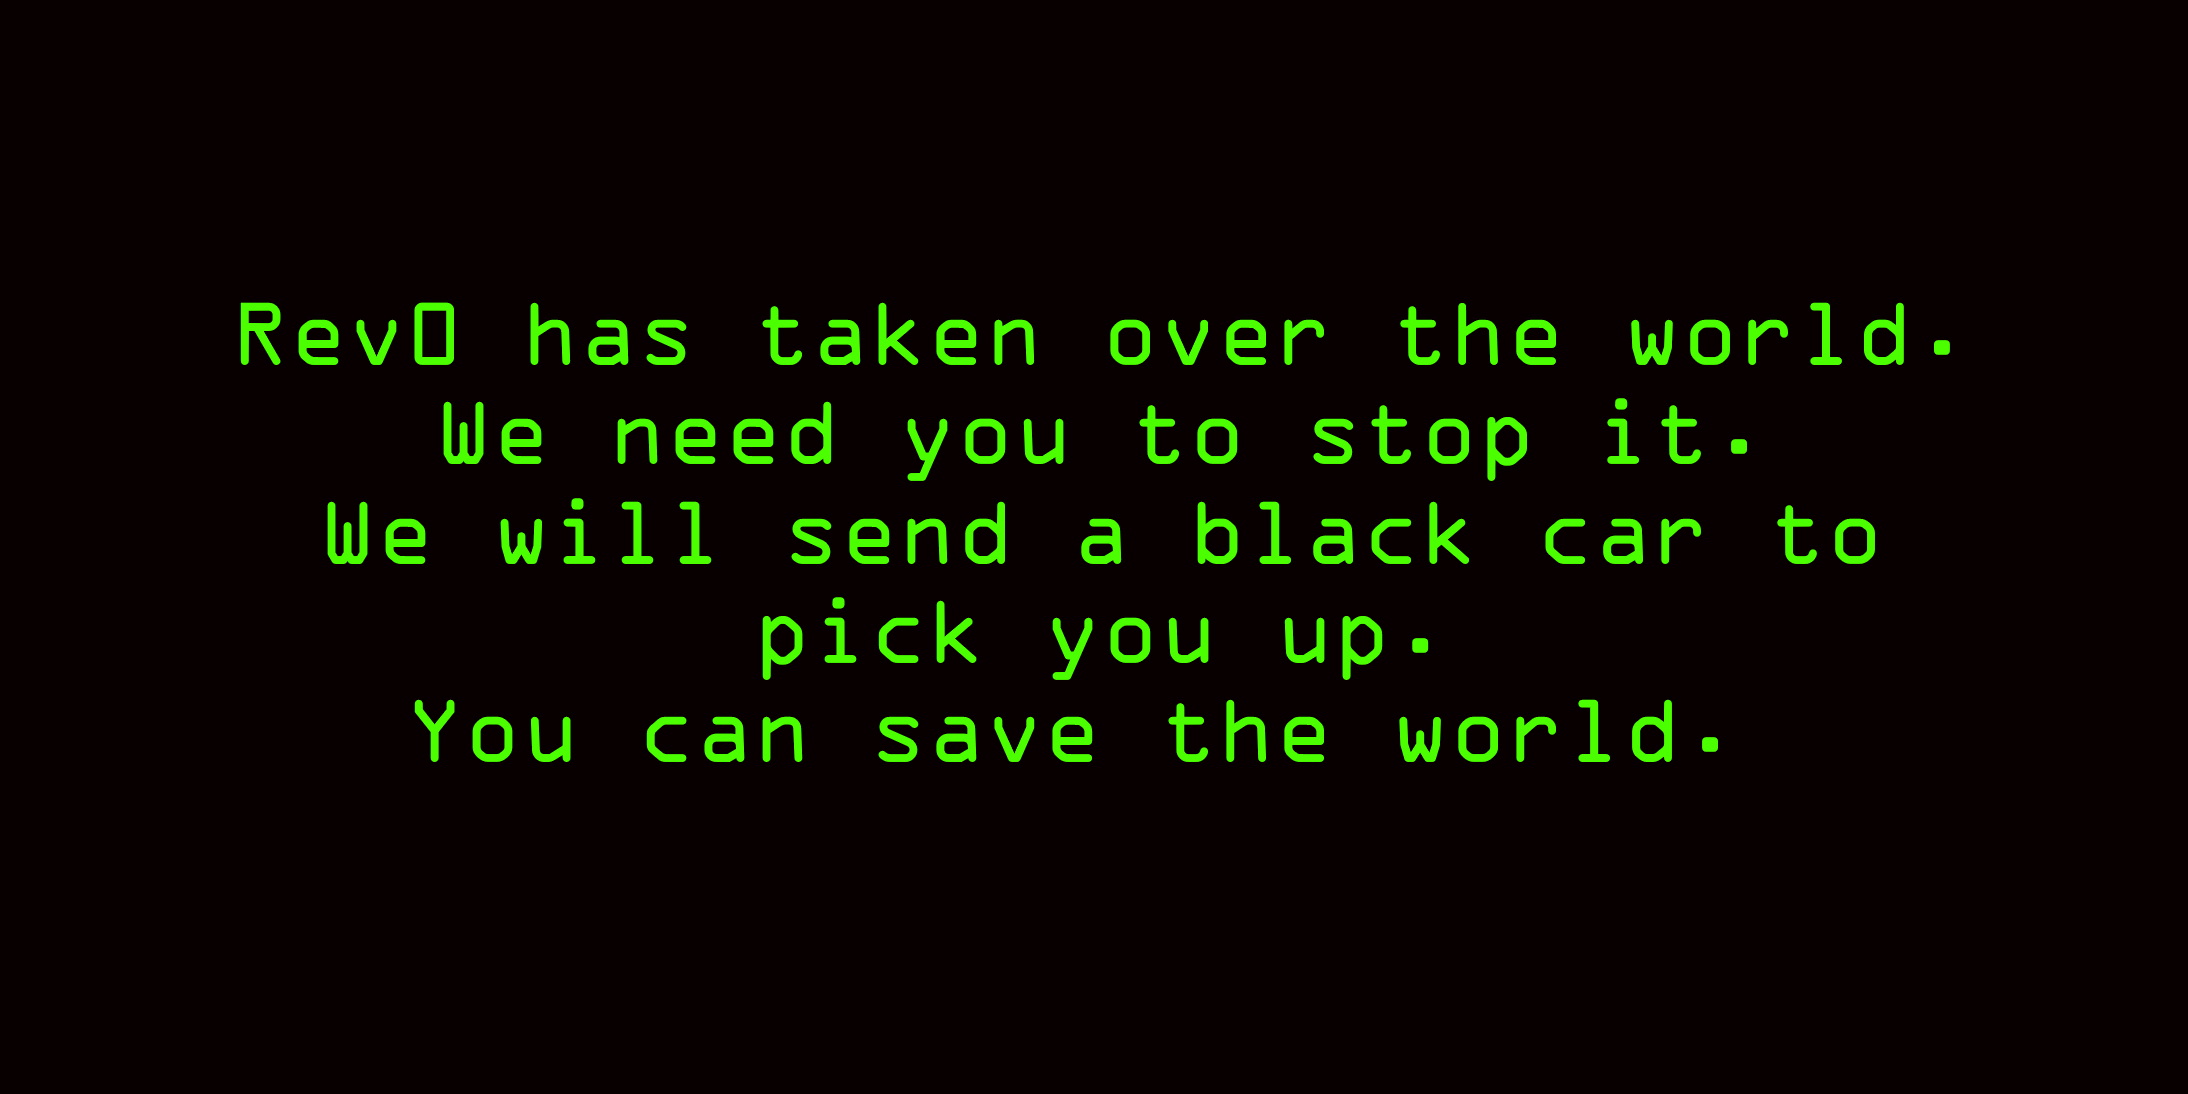 RevO has taken over the world.
We need you to stop it.
We will send a black car to
pick you up.
You can save the world.